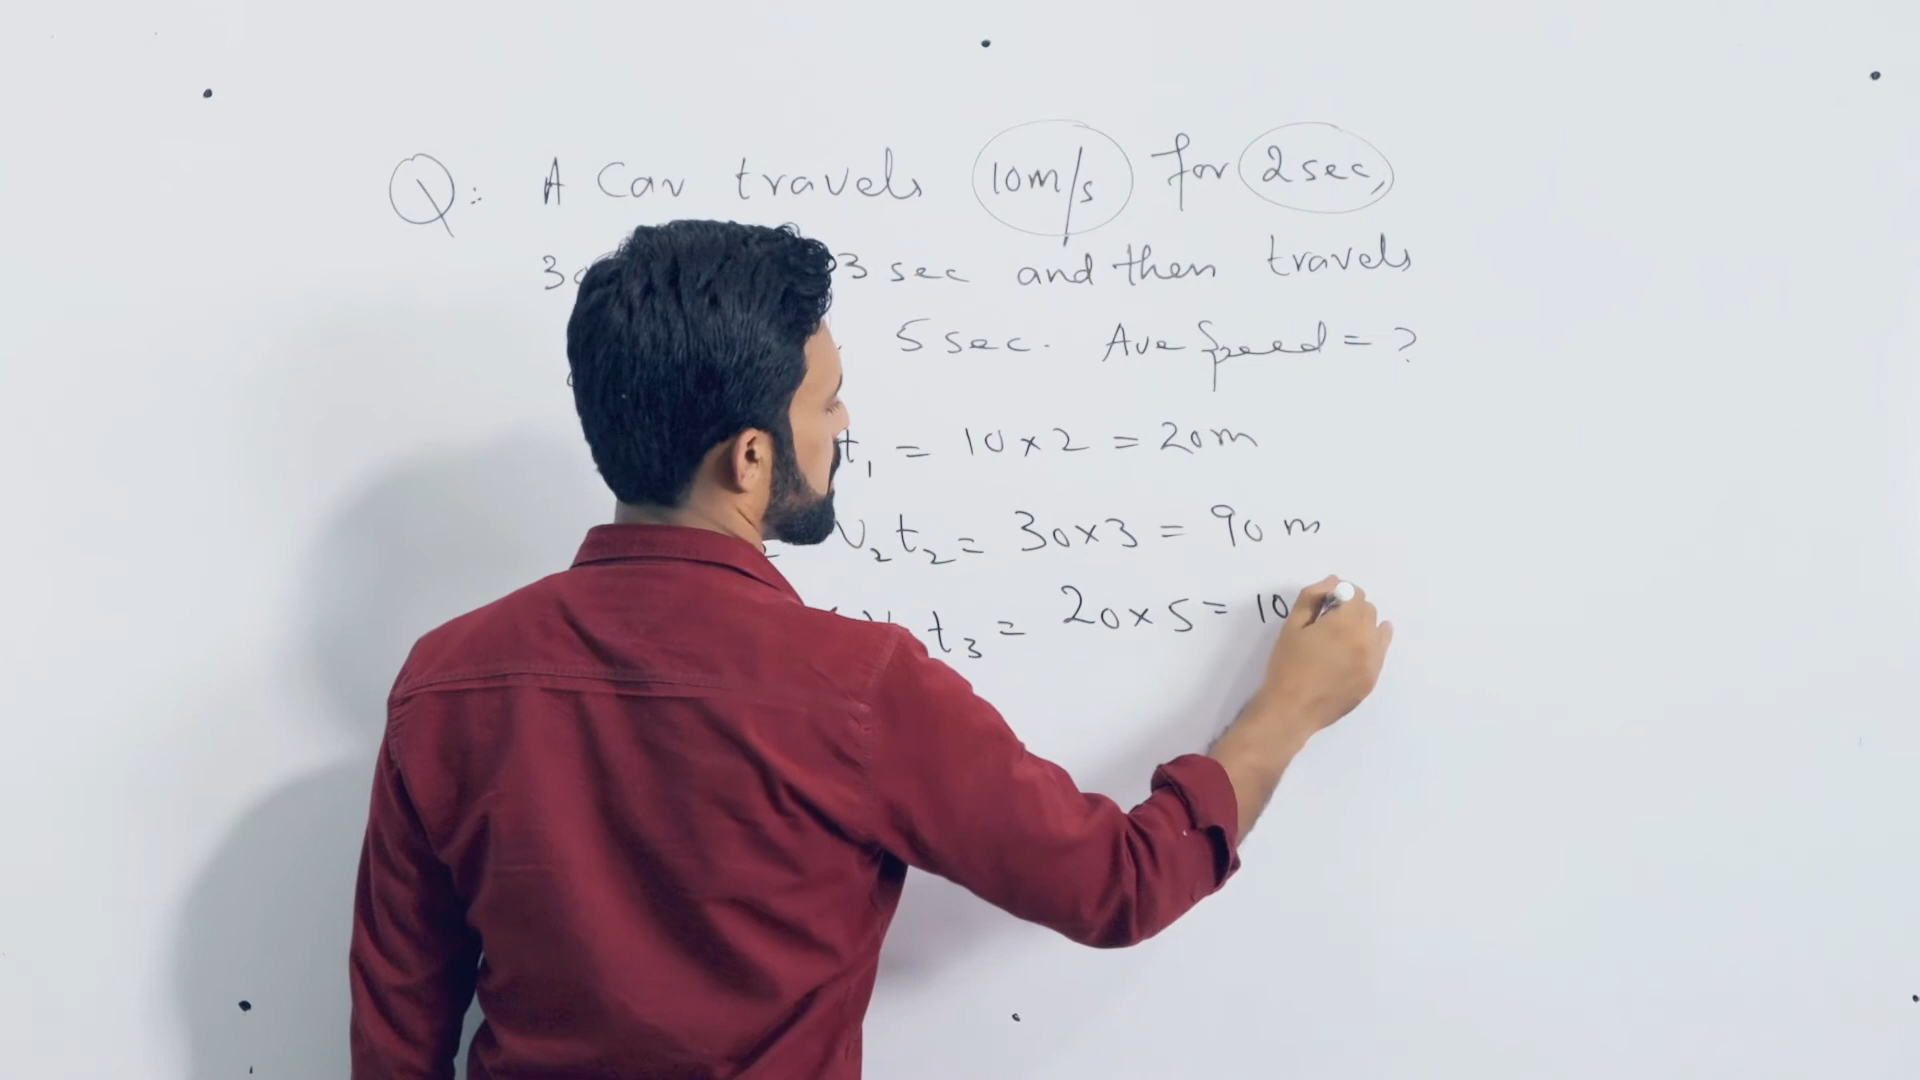 Q: A Car travels 10m/s for 2sec,
3 sec and then travels
5 sec. Ave Speed = ?
t₁ = 10 × 2 = 20m
V₂t₂ = 30×3 = 90 m
t₃ = 20×5 = 10